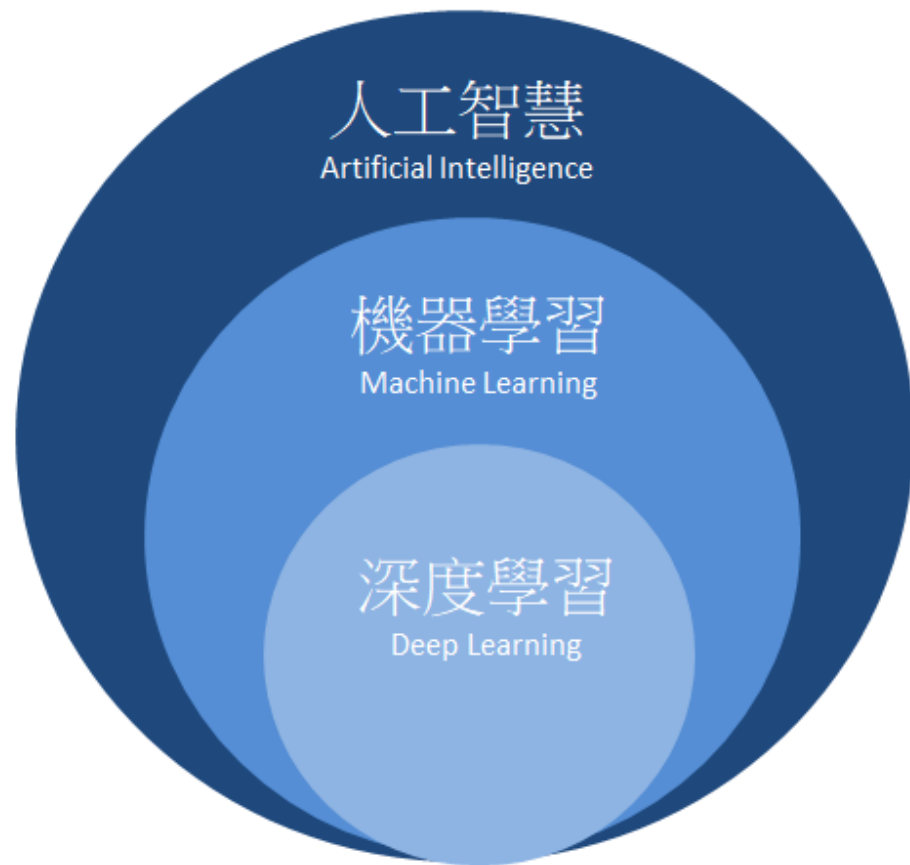 人工智慧
Artificial Intelligence
機器學習
Machine Learning
深度學習
Deep Learning